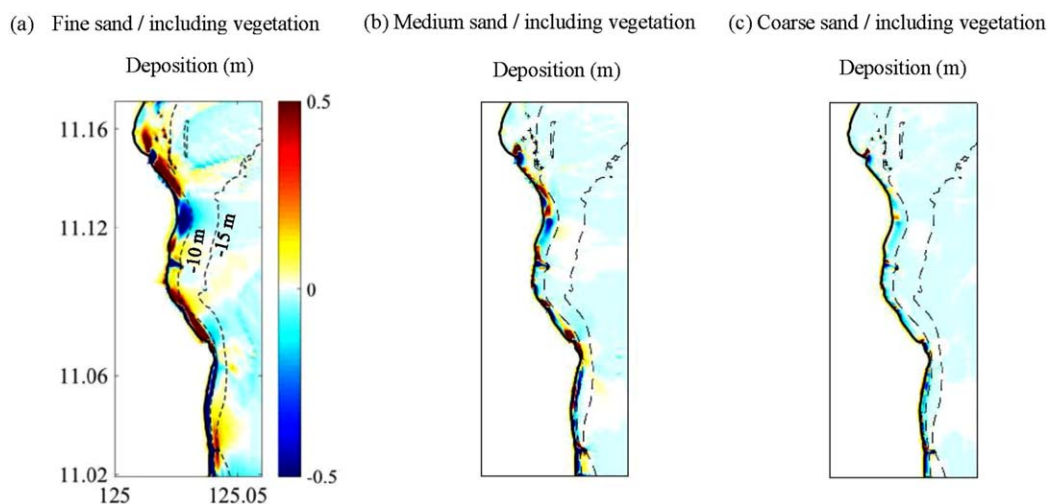 (a) Fine sand / including vegetation
(b) Medium sand / including vegetation
(c) Coarse sand / including vegetation
Deposition (m)
Deposition (m)
Deposition (m)
0.5
11.16
11.12
-10 m
-15 m
0
11.06
11.02
-0.5
125
125.05